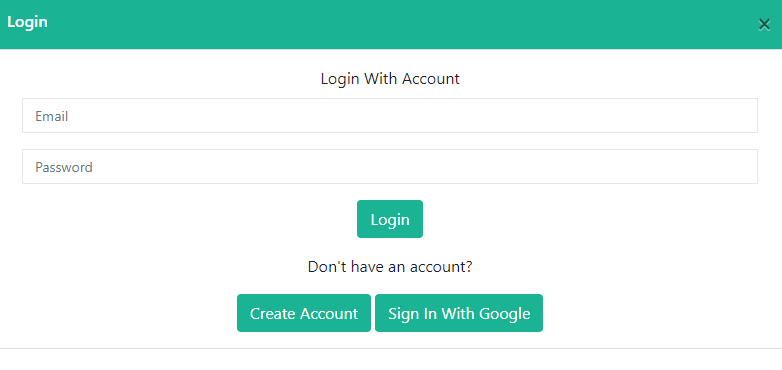 Login ×
Login With Account
Email
Password
Login
Don't have an account?
Create Account Sign In With Google